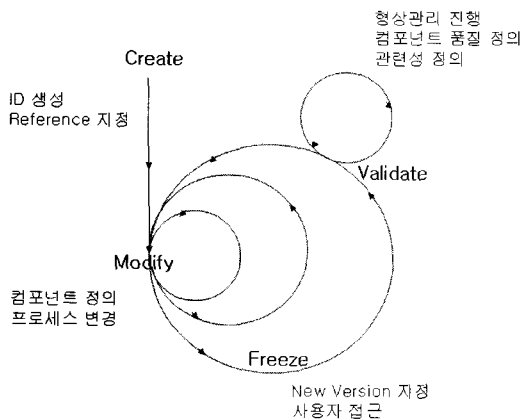 형상관리 진행
컴포넌트 품질 정의
관련성 정의
Create
ID 생성
Reference 지정
Validate
Modify
컴포넌트 정의
프로세스 변경
Freeze
New Version 지정
사용자 접근